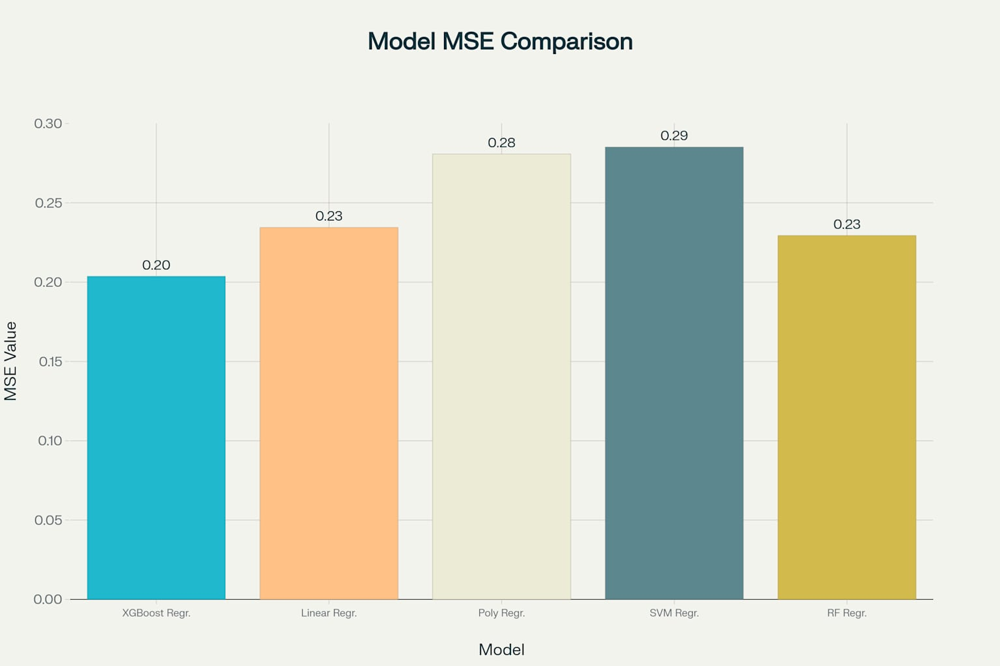 Model MSE Comparison
MSE Value
0.30
0.25
0.20
0.15
0.10
0.05
0.00
0.20
0.23
0.28
0.29
0.23
XGBoost Regr.
Linear Regr.
Poly Regr.
SVM Regr.
RF Regr.
Model